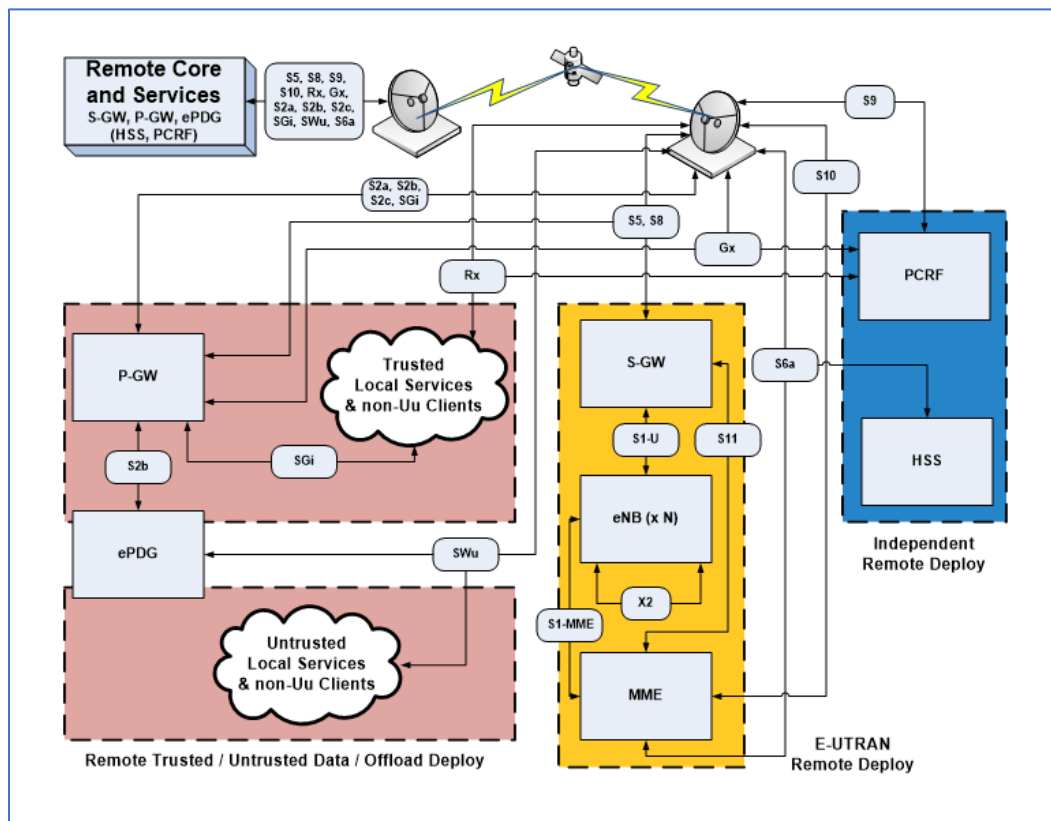 Remote Core
and Services
S-GW, P-GW, ePDG
(HSS, PCRF)
S5, S8, S9,
S10, Rx, Gx,
S2a, S2b, S2c,
SGi, SWu, S6a
S9
S10
S2a, S2b,
S2c, SGi
S5, S8
Gx
Rx
PCRF
P-GW
Trusted
Local Services
& non-Uu Clients
S-GW
S6a
S2b
SGi
S1-U
S11
HSS
eNB (x N)
ePDG
SWu
Independent
Remote Deploy
X2
S1-MME
Untrusted
Local Services
& non-Uu Clients
MME
Remote Trusted / Untrusted Data / Offload Deploy
E-UTRAN
Remote Deploy